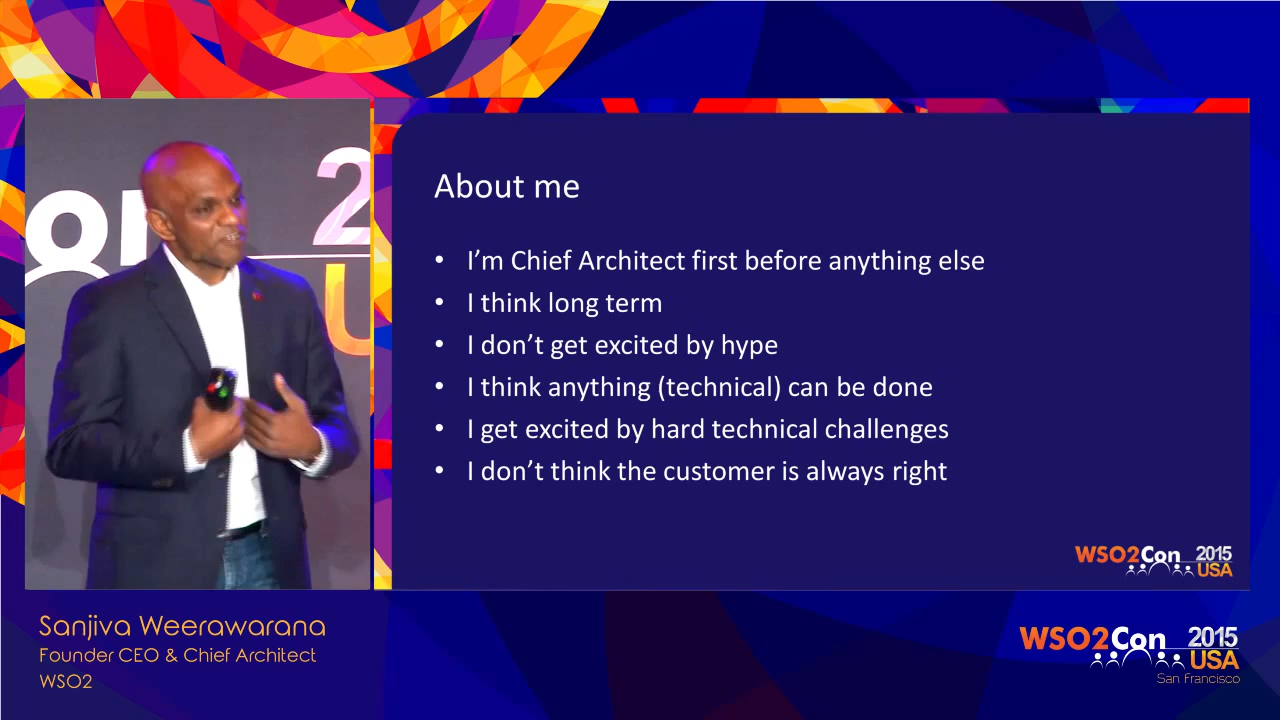 About me
• I’m Chief Architect first before anything else
• I think long term
• I don’t get excited by hype
• I think anything (technical) can be done
• I get excited by hard technical challenges
• I don’t think the customer is always right
WSO2Con 2015
USA
Sanjiva Weerawarana
Founder CEO & Chief Architect
WSO2
WSO2Con 2015
USA
San Francisco